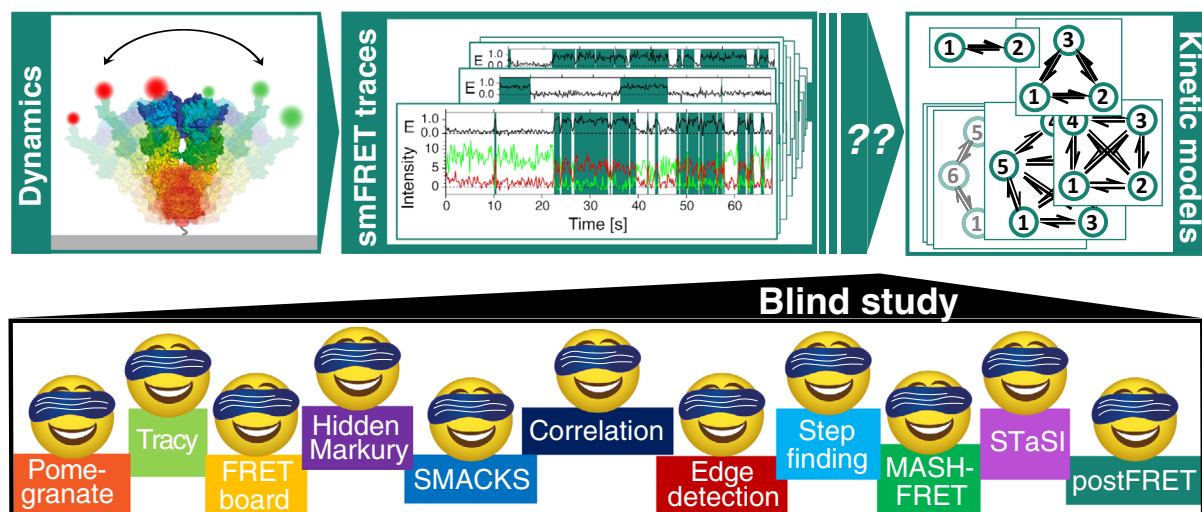 Dynamics
smFRET traces
E
1.0
0.0
E
1.0
0.0
E
1.0
0.0
Intensity
10
5
0
0
10
20
30
40
50
60
Time [s]
??
Kinetic models
1
2
3
1
2
4
3
1
2
4
5
1
3
5
6
1
Blind study
Pome-
granate
Tracy
FRET
board
Hidden
Markury
SMACKS
Correlation
Edge
detection
Step
finding
MASH-
FRET
STaSI
postFRET